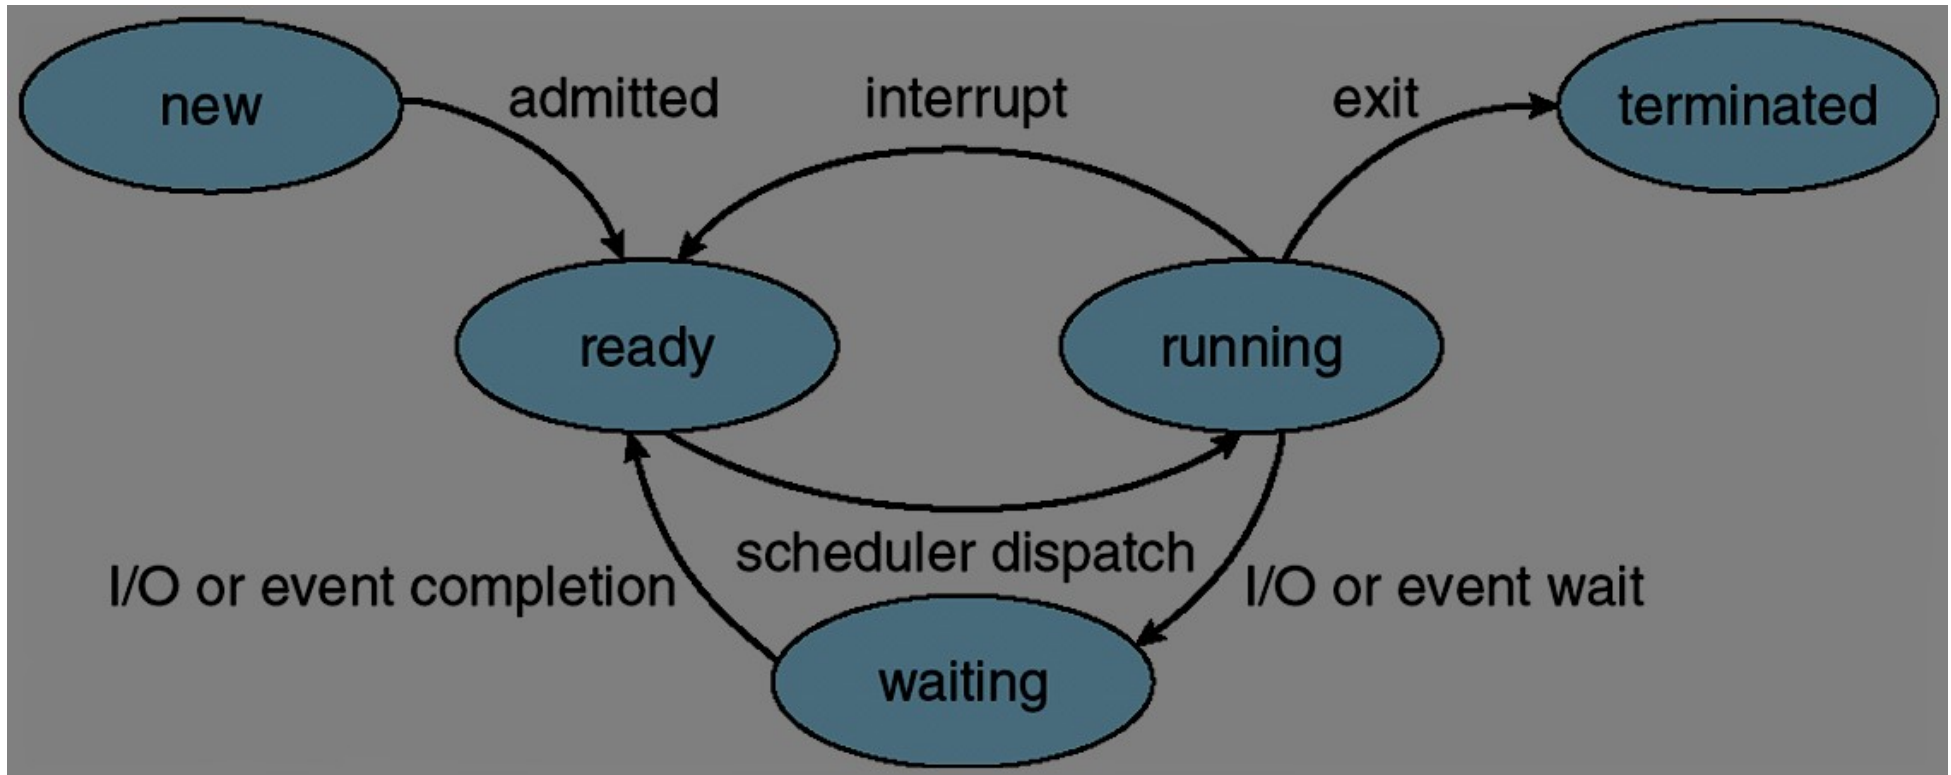 new
admitted
interrupt
exit
terminated
ready
running
scheduler dispatch
I/O or event completion
I/O or event wait
waiting